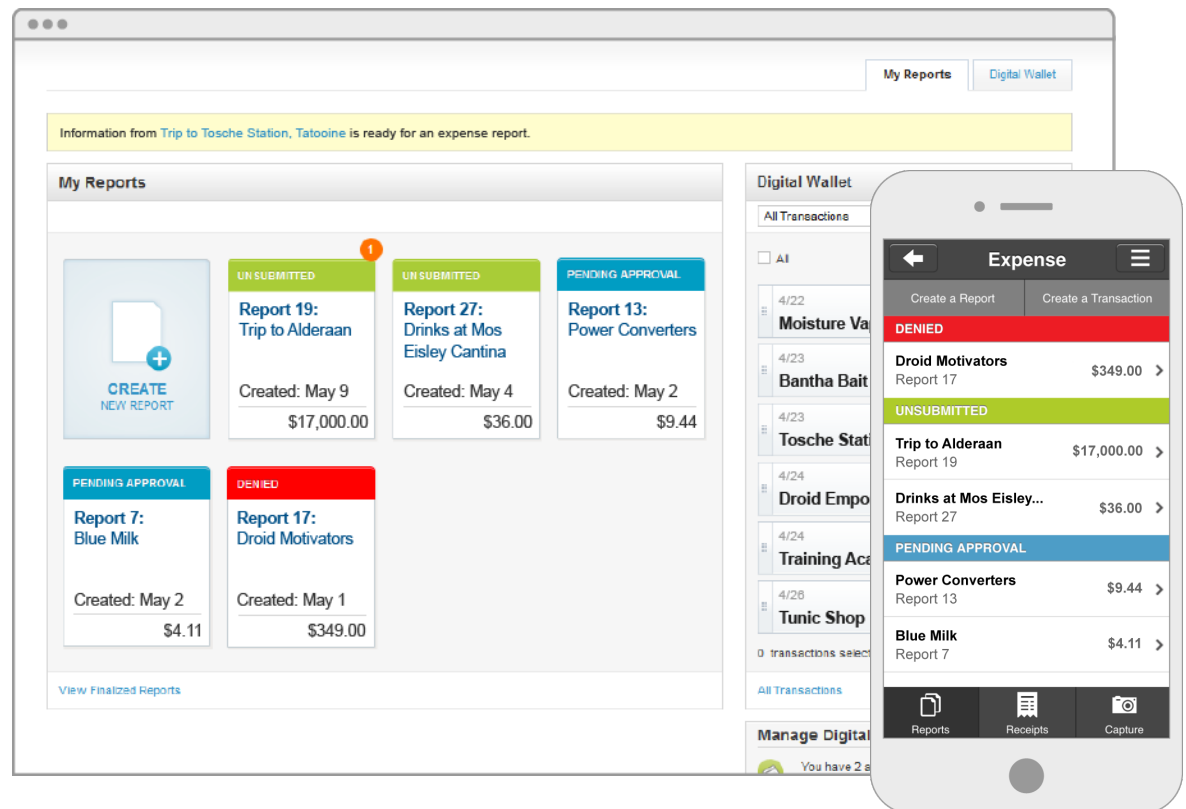 My Reports
Digital Wallet
Information from Trip to Tosche Station, Tatooine is ready for an expense report.
My Reports
1
CREATE
NEW REPORT
UNSUBMITTED
Report 19:
Trip to Alderaan
Created: May 9
$17,000.00
UNSUBMITTED
Report 27:
Drinks at Mos
Eisley Cantina
Created: May 4
$36.00
PENDING APPROVAL
Report 13:
Power Converters
Created: May 2
$9.44
PENDING APPROVAL
Report 7:
Blue Milk
Created: May 2
$4.11
DENIED
Report 17:
Droid Motivators
Created: May 1
$349.00
View Finalized Reports
Digital Wallet
All Transactions
All
4/22
Moisture
4/23
Bantha Bait
4/23
Tosche
4/24
Droid
4/24
Training
4/26
Tunic Shop
0 transactions
All Transactions
Manage Digital
You have 2
Expense
Create a Report
Create a Transaction
DENIED
Droid Motivators
Report 17
$349.00
UNSUBMITTED
Trip to Alderaan
Report 19
$17,000.00
Drinks at Mos Eisley...
Report 27
$36.00
PENDING APPROVAL
Power Converters
Report 13
$9.44
Blue Milk
Report 7
$4.11
Reports
Receipts
Capture